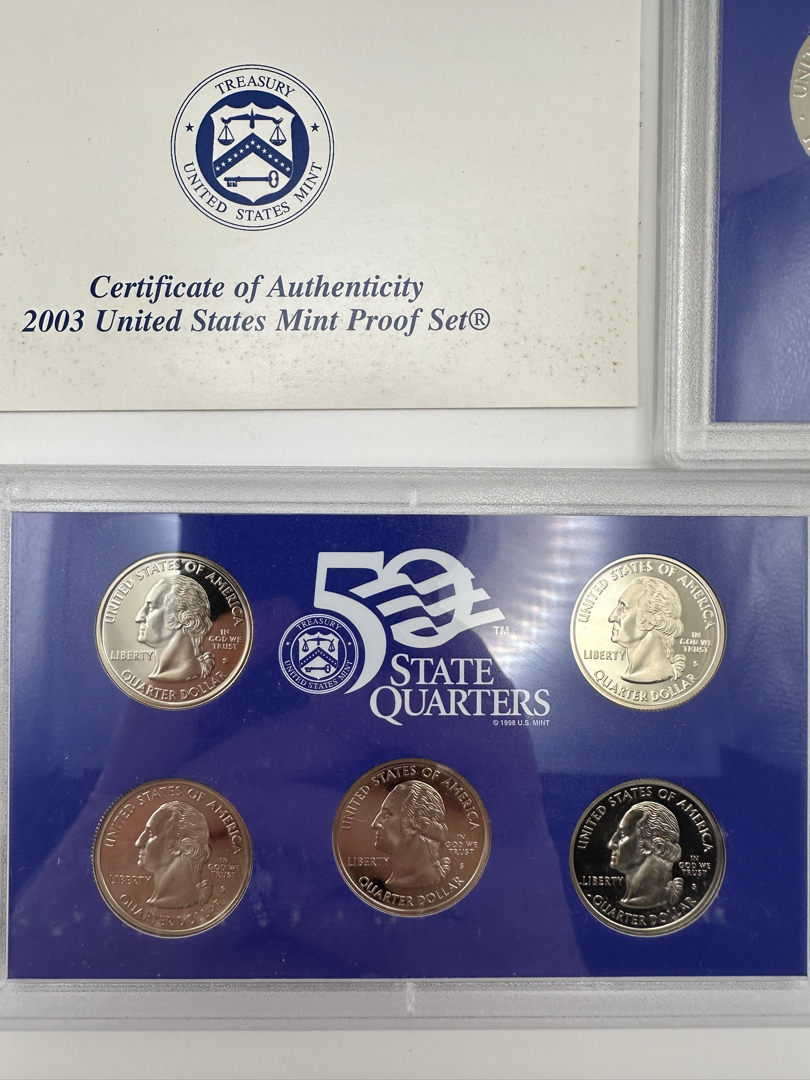 TREASURY
UNITED STATES MINT
Certificate of Authenticity
2003 United States Mint Proof Set®
UNITED STATES OF AMERICA
LIBERTY
IN
GOD WE
TRUST
S
QUARTER DOLLAR
50™
TREASURY
UNITED STATES MINT
STATE
QUARTERS
© 1998 U.S. MINT
UNITED STATES OF AMERICA
LIBERTY
IN
GOD WE
TRUST
S
QUARTER DOLLAR
UNITED STATES OF AMERICA
LIBERTY
IN
GOD WE
TRUST
S
QUARTER DOLLAR
UNITED STATES OF AMERICA
LIBERTY
IN
GOD WE
TRUST
S
QUARTER DOLLAR
UNITED STATES OF AMERICA
LIBERTY
IN
GOD WE
TRUST
S
QUARTER DOLLAR